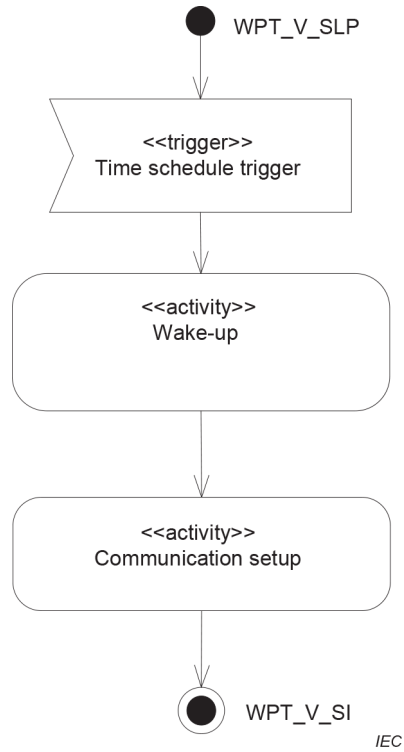 WPT_V_SLP
<<trigger>>
Time schedule trigger
<<activity>>
Wake-up
<<activity>>
Communication setup
WPT_V_SI
IEC